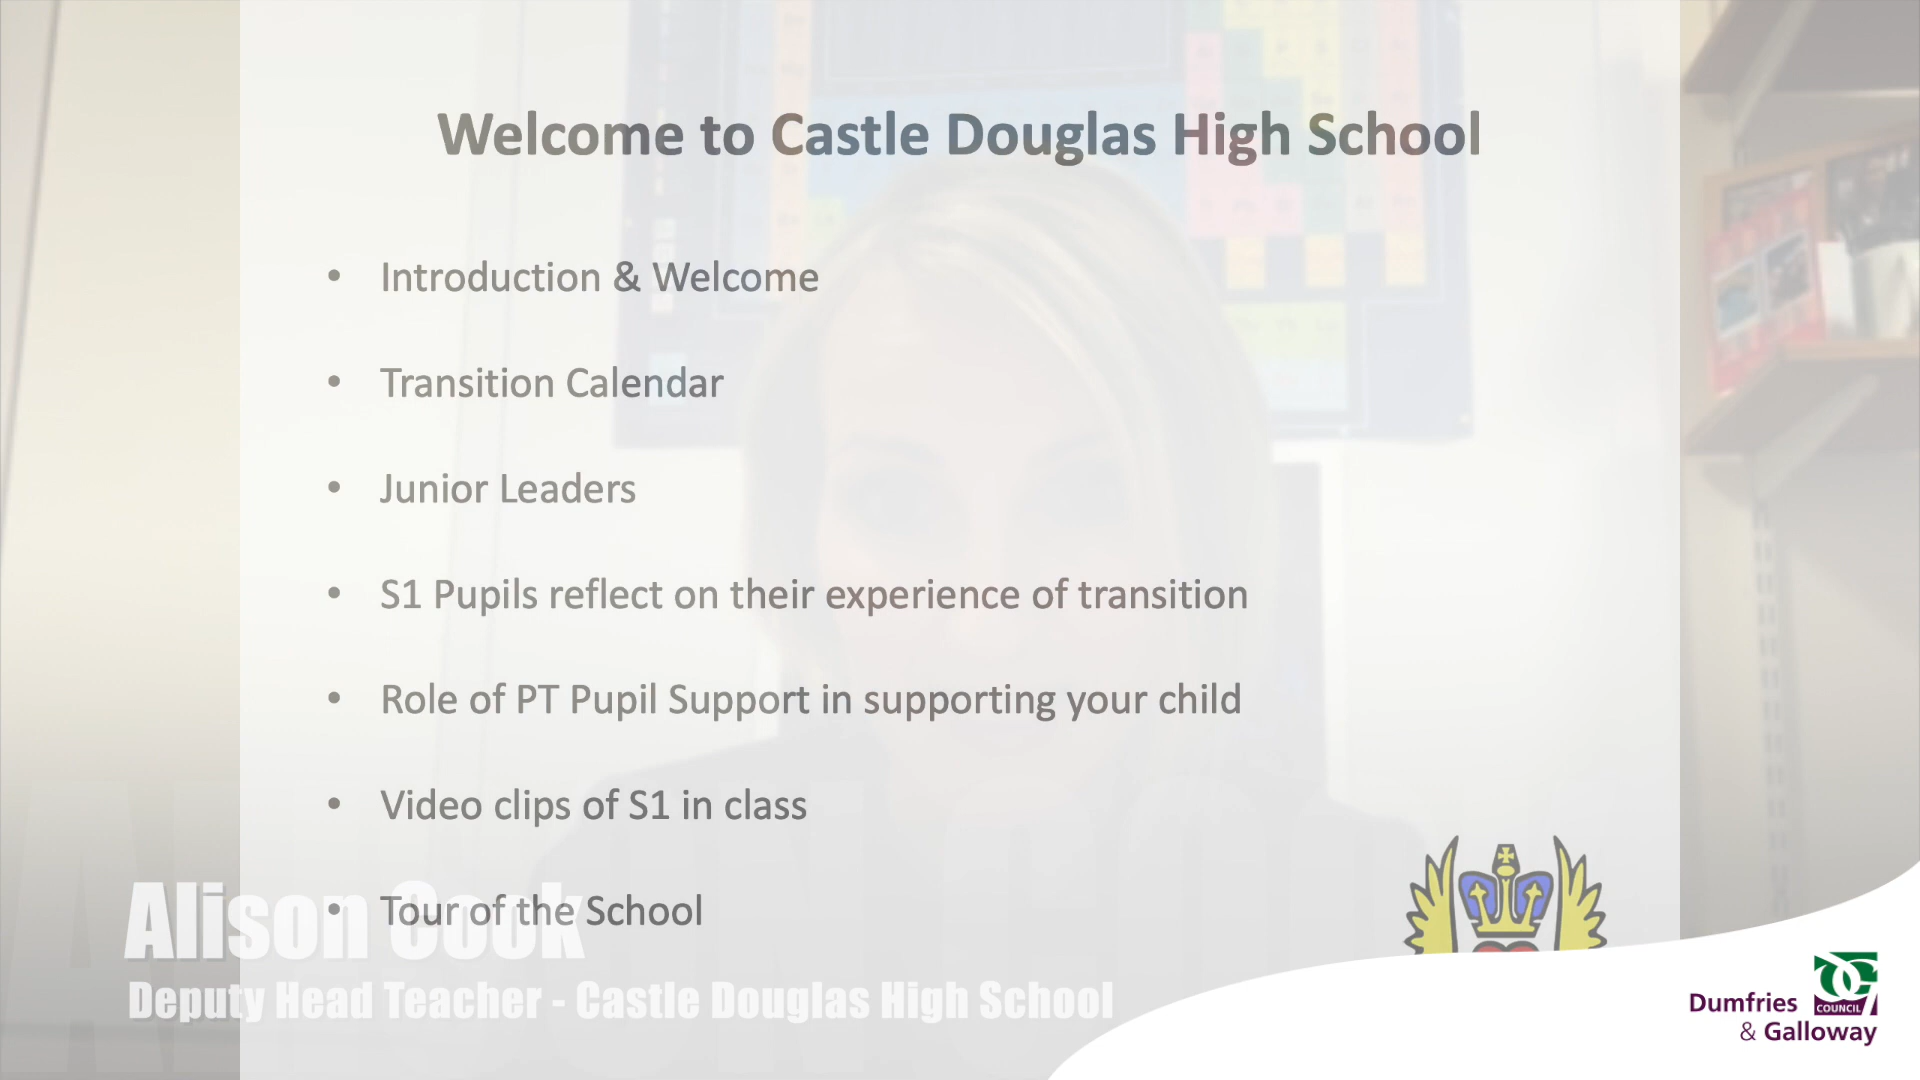 Welcome to Castle Douglas High School
• Introduction & Welcome
• Transition Calendar
• Junior Leaders
• S1 Pupils reflect on their experience of transition
• Role of PT Pupil Support in supporting your child
• Video clips of S1 in class
• Tour of the School
Alison Cook
Deputy Head Teacher - Castle Douglas High School
Dumfries
& Galloway
COUNCIL